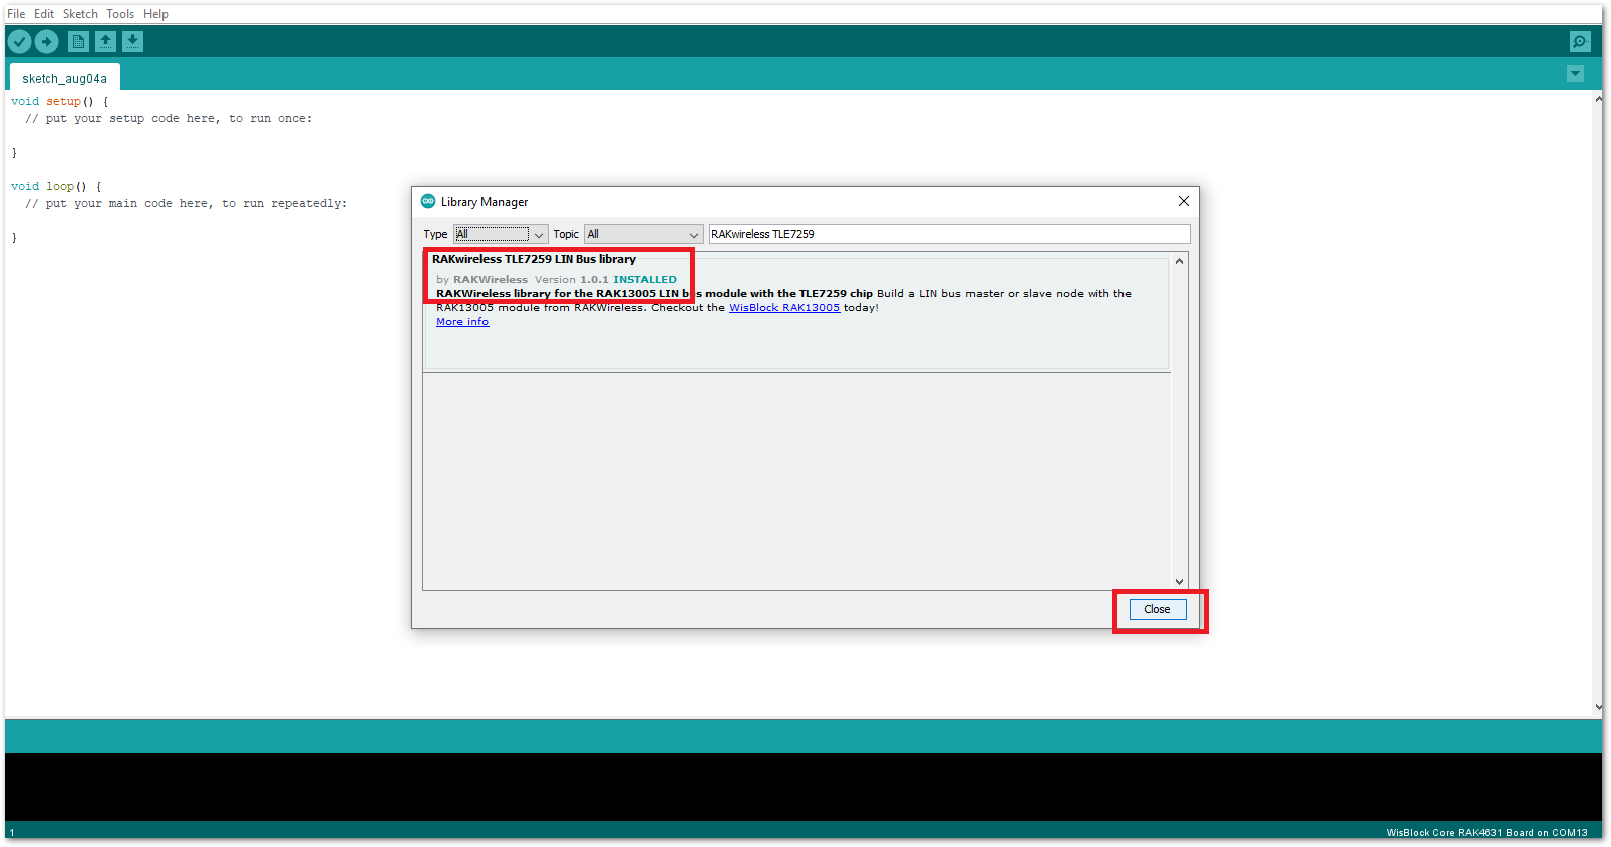 File Edit Sketch Tools Help
sketch_aug04a
void setup() {
// put your setup code here, to run once:
}
void loop() {
// put your main code here, to run repeatedly:
}
Library Manager
Type All Topic All RAKwireless TLE7259
RAKwireless TLE7259 LIN Bus library
by RAKWireless Version 1.0.1 INSTALLED
RAKWireless library for the RAK13005 LIN bus module with the TLE7259 chip Build a LIN bus master or slave node with the
RAK13005 module from RAKWireless. Checkout the WisBlock RAK13005 today!
More info
Close
1 WisBlock Core RAK4631 Board on COM13